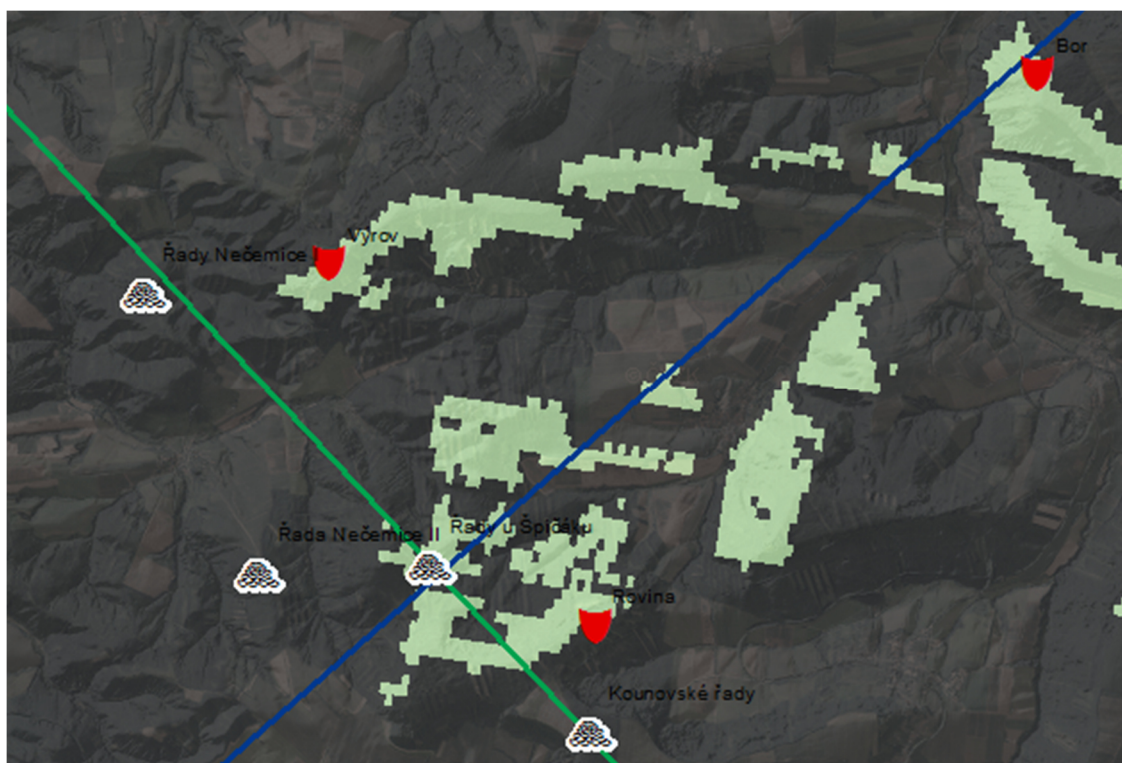 Bor
Výrov
Řady Nečemice I
Řada Nečemice II
Řady u Špičáku
Rovina
Kounovské řady